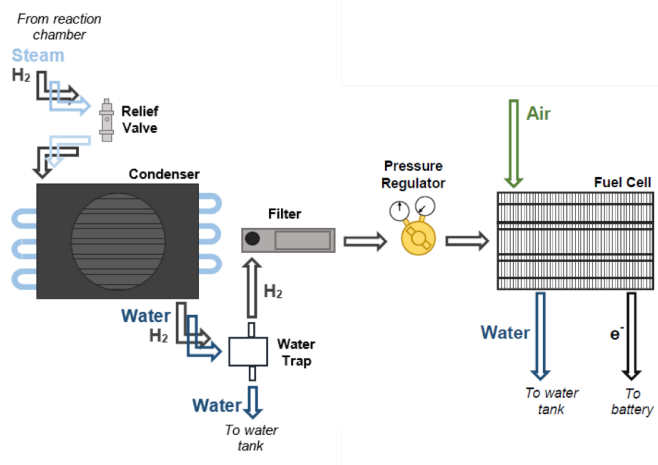 From reaction
chamber
Steam
H2
Relief
Valve
Condenser
Water
H2
Water
Trap
H2
Water
To water
tank
Filter
Pressure
Regulator
Air
Fuel Cell
Water
e-
To water
tank
To
battery